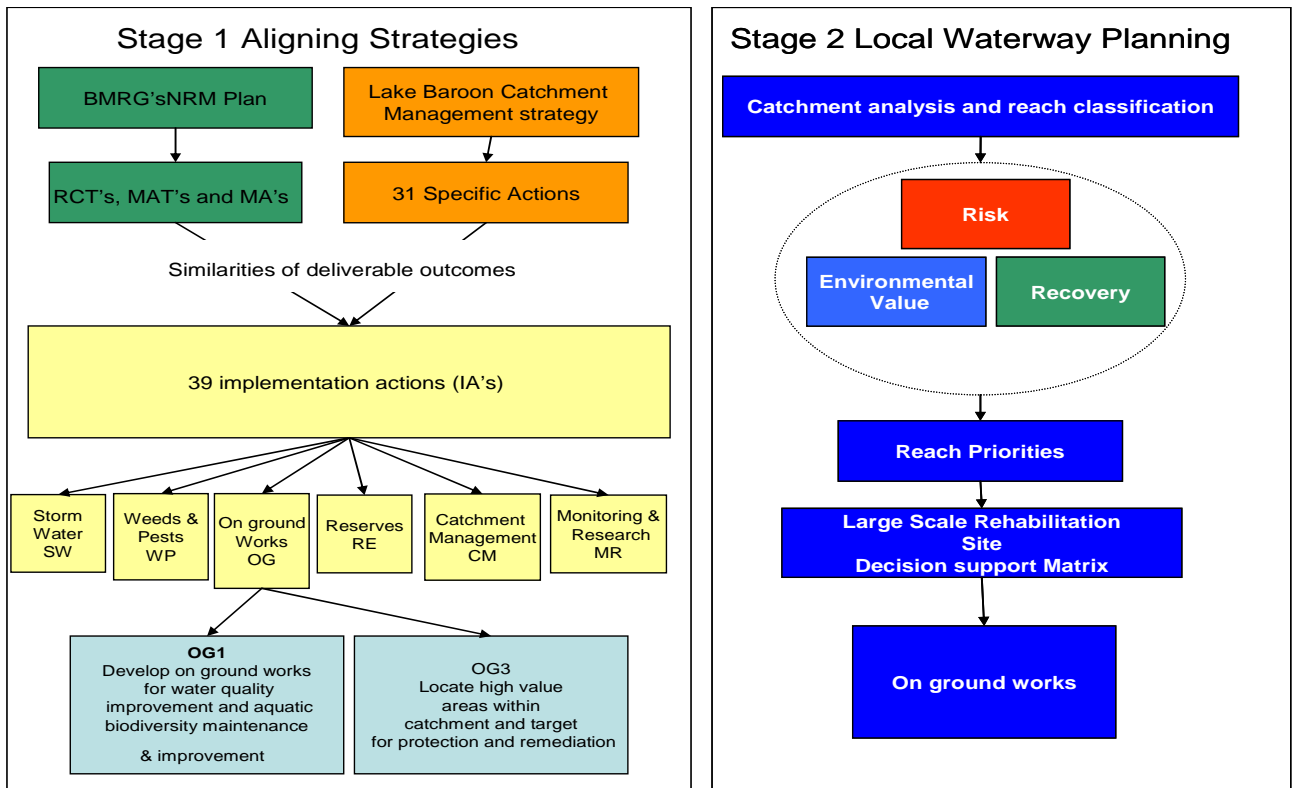 Stage 1 Aligning Strategies
BMRG'sNRM Plan
Lake Baroon Catchment
Management strategy
RCT's, MAT's and MA's
31 Specific Actions
Similarities of deliverable outcomes
39 implementation actions (IA's)
Storm
Water
SW
Weeds &
Pests
WP
On ground
Works
OG
Reserves
RE
Catchment
Management
CM
Monitoring &
Research
MR
OG1
Develop on ground works
for water quality
improvement and aquatic
biodiversity maintenance
& improvement
OG3
Locate high value
areas within
catchment and target
for protection and remediation
Stage 2 Local Waterway Planning
Catchment analysis and reach classification
Risk
Environmental
Value
Recovery
Reach Priorities
Large Scale Rehabilitation
Site
Decision support Matrix
On ground works